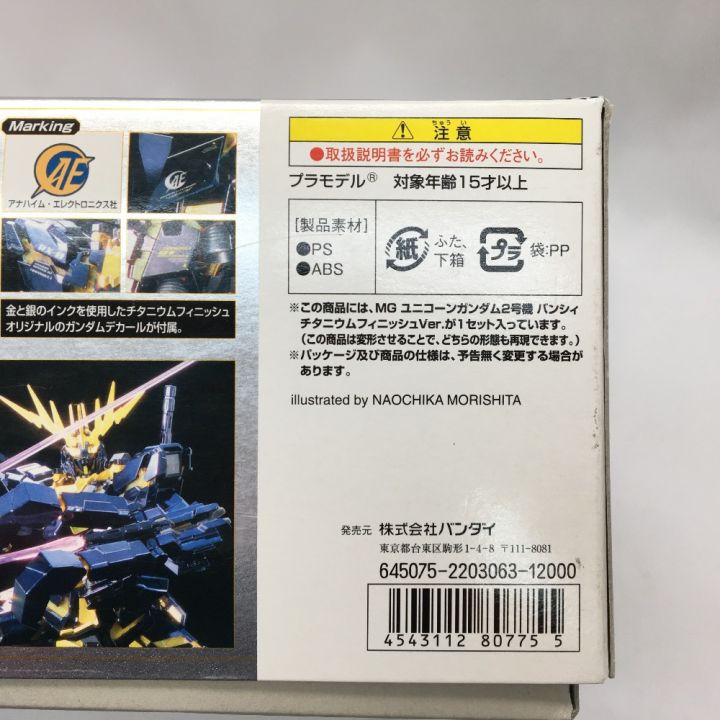 Marking
AE
アナハイム・エレクトロニクス社
AE
金と銀のインクを使用したチタニウムフィニッシュ
オリジナルのガンダムデカールが付属。
ちゅう い
注意
●取扱説明書を必ずお読みください。
プラモデル® 対象年齢15才以上
[製品素材]
●PS
●ABS
紙 ふた、
下箱
プラ 袋:PP
※この商品には、MG ユニコーンガンダム2号機 バンシィ
チタニウムフィニッシュVer.が1セット入っています。
(この商品は変形させることで、どちらの形態も再現できます。)
※パッケージ及び商品の仕様は、予告無く変更する場合が
あります。
illustrated by NAOCHIKA MORISHITA
発売元 株式会社バンダイ
東京都台東区駒形1-4-8 〒111-8081
645075-2203063-12000
4543112 80775 5